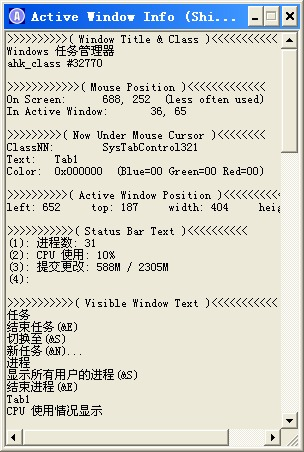 Active Window Info (Shi...
>>>>>>>>>>>( Window Title & Class )<<<<<<<<<<<
Windows 任务管理器
ahk_class #32770
>>>>>>>>>>>>( Mouse Position )<<<<<<<<<<<<
On Screen: 688, 252 (less often used)
In Active Window: 36, 65
>>>>>>>>>( Now Under Mouse Cursor )<<<<<<<<
ClassNN: SysTabControl321
Text: Tab1
Color: 0x000000 (Blue=00 Green=00 Red=00)
>>>>>>>>>>( Active Window Position )<<<<<<<<<<
left: 652 top: 187 width: 404 heig
>>>>>>>>>>>( Status Bar Text )<<<<<<<<<<
(1): 进程数: 31
(2): CPU 使用: 10%
(3): 提交更改: 588M / 2305M
(4):
>>>>>>>>>>>( Visible Window Text )<<<<<<<<<<<
任务
结束任务(&E)
切换至(&S)
新任务(&N)...
进程
显示所有用户的进程(&S)
结束进程(&E)
Tab1
CPU 使用情况显示